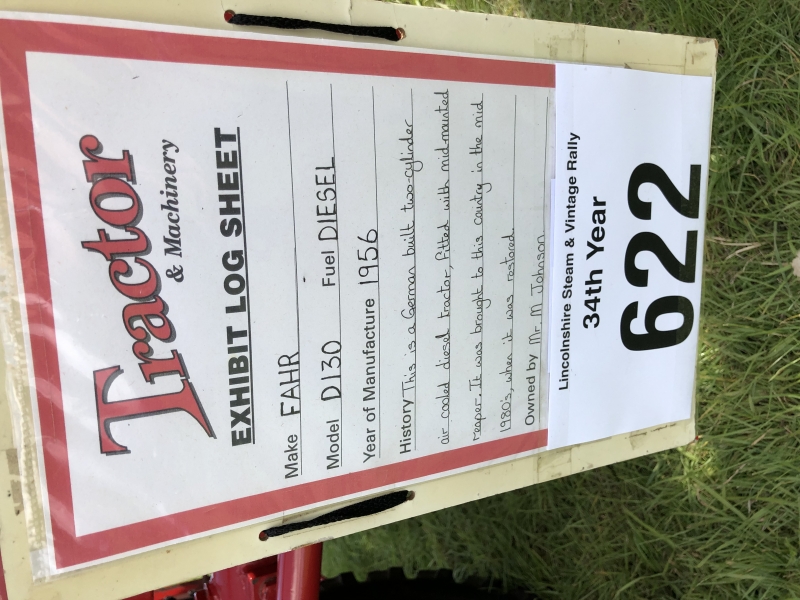 Tractor
& Machinery
EXHIBIT LOG SHEET
Make FAHR
Model D130 Fuel DIESEL
Year of Manufacture 1956
History This is a German built two-cylinder
air cooled diesel tractor, fitted with mid-mounted
reaper. It was brought to this country in the mid
1980's, when it was restored.
Owned by Mr. M Johnson
Lincolnshire Steam & Vintage Rally
34th Year
622